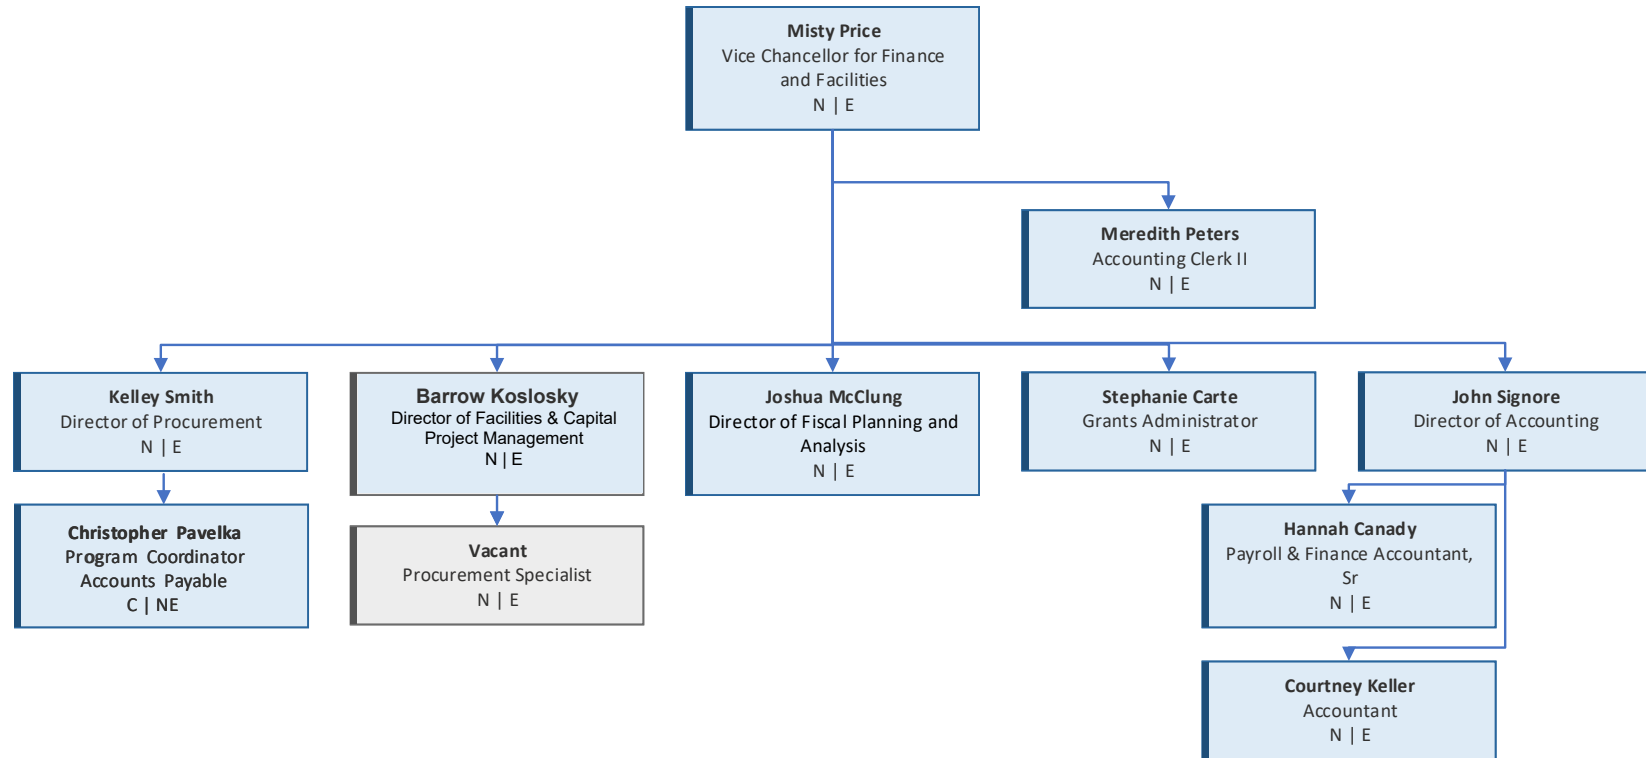 Misty Price
Vice Chancellor for Finance
and Facilities
N | E
Meredith Peters
Accounting Clerk II
N | E
Kelley Smith
Director of Procurement
N | E
Barrow Koslosky
Director of Facilities & Capital
Project Management
N | E
Joshua McClung
Director of Fiscal Planning and
Analysis
N | E
Stephanie Carte
Grants Administrator
N | E
John Signore
Director of Accounting
N | E
Christopher Pavelka
Program Coordinator
Accounts Payable
C | NE
Vacant
Procurement Specialist
N | E
Hannah Canady
Payroll & Finance Accountant,
Sr
N | E
Courtney Keller
Accountant
N | E